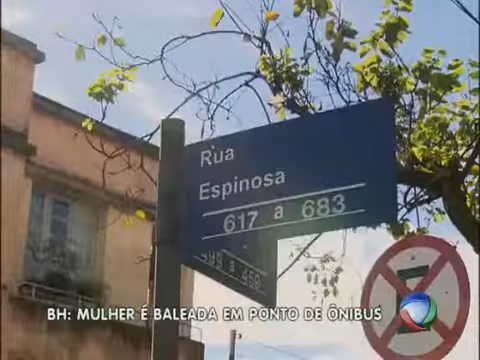 Rua
Espinosa
617 a 683
BH: MULHER É BALEADA EM PONTO DE ÔNIBUS